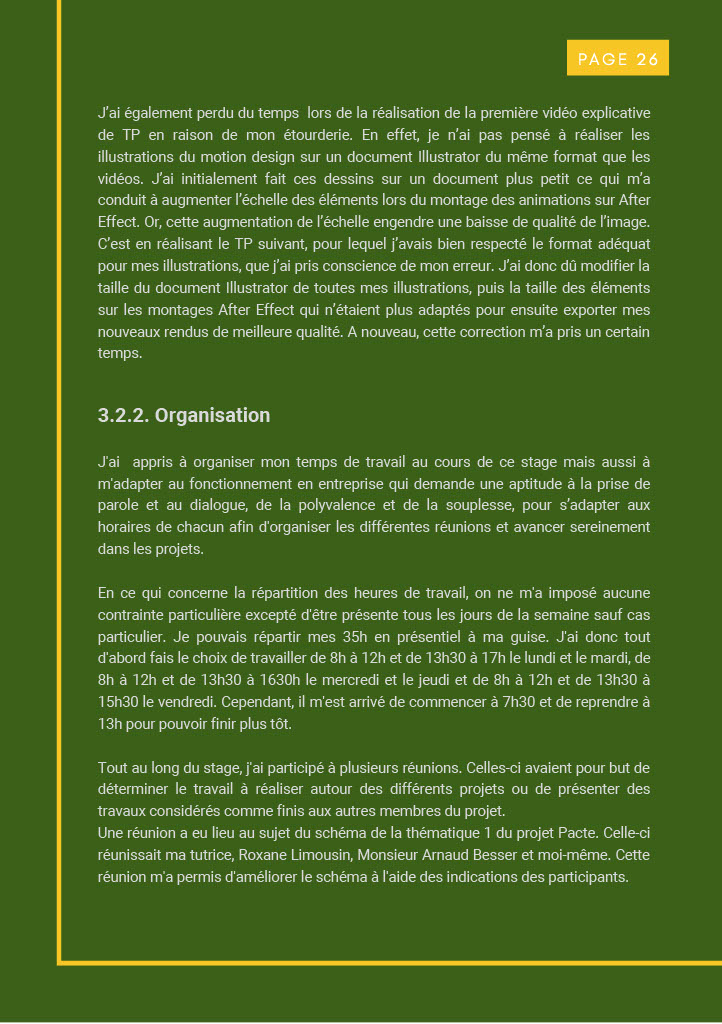 PAGE 26
J’ai également perdu du temps  lors de la réalisation de la première vidéo explicative
de TP en raison de mon étourderie. En effet, je n’ai pas pensé à réaliser les
illustrations du motion design sur un document Illustrator du même format que les
vidéos. J’ai initialement fait ces dessins sur un document plus petit ce qui m’a
conduit à augmenter l’échelle des éléments lors du montage des animations sur After
Effect. Or, cette augmentation de l’échelle engendre une baisse de qualité de l’image.
C’est en réalisant le TP suivant, pour lequel j’avais bien respecté le format adéquat
pour mes illustrations, que j’ai pris conscience de mon erreur. J’ai donc dû modifier la
taille du document Illustrator de toutes mes illustrations, puis la taille des éléments
sur les montages After Effect qui n’étaient plus adaptés pour ensuite exporter mes
nouveaux rendus de meilleure qualité. A nouveau, cette correction m’a pris un certain
temps.
3.2.2. Organisation
J'ai  appris à organiser mon temps de travail au cours de ce stage mais aussi à
m'adapter au fonctionnement en entreprise qui demande une aptitude à la prise de
parole et au dialogue, de la polyvalence et de la souplesse, pour s’adapter aux
horaires de chacun afin d'organiser les différentes réunions et avancer sereinement
dans les projets.
En ce qui concerne la répartition des heures de travail, on ne m'a imposé aucune
contrainte particulière excepté d'être présente tous les jours de la semaine sauf cas
particulier. Je pouvais répartir mes 35h en présentiel à ma guise. J'ai donc tout
d'abord fais le choix de travailler de 8h à 12h et de 13h30 à 17h le lundi et le mardi, de
8h à 12h et de 13h30 à 1630h le mercredi et le jeudi et de 8h à 12h et de 13h30 à
15h30 le vendredi. Cependant, il m'est arrivé de commencer à 7h30 et de reprendre à
13h pour pouvoir finir plus tôt.
Tout au long du stage, j'ai participé à plusieurs réunions. Celles-ci avaient pour but de
déterminer le travail à réaliser autour des différents projets ou de présenter des
travaux considérés comme finis aux autres membres du projet.
Une réunion a eu lieu au sujet du schéma de la thématique 1 du projet Pacte. Celle-ci
réunissait ma tutrice, Roxane Limousin, Monsieur Arnaud Besser et moi-même. Cette
réunion m'a permis d'améliorer le schéma à l'aide des indications des participants.